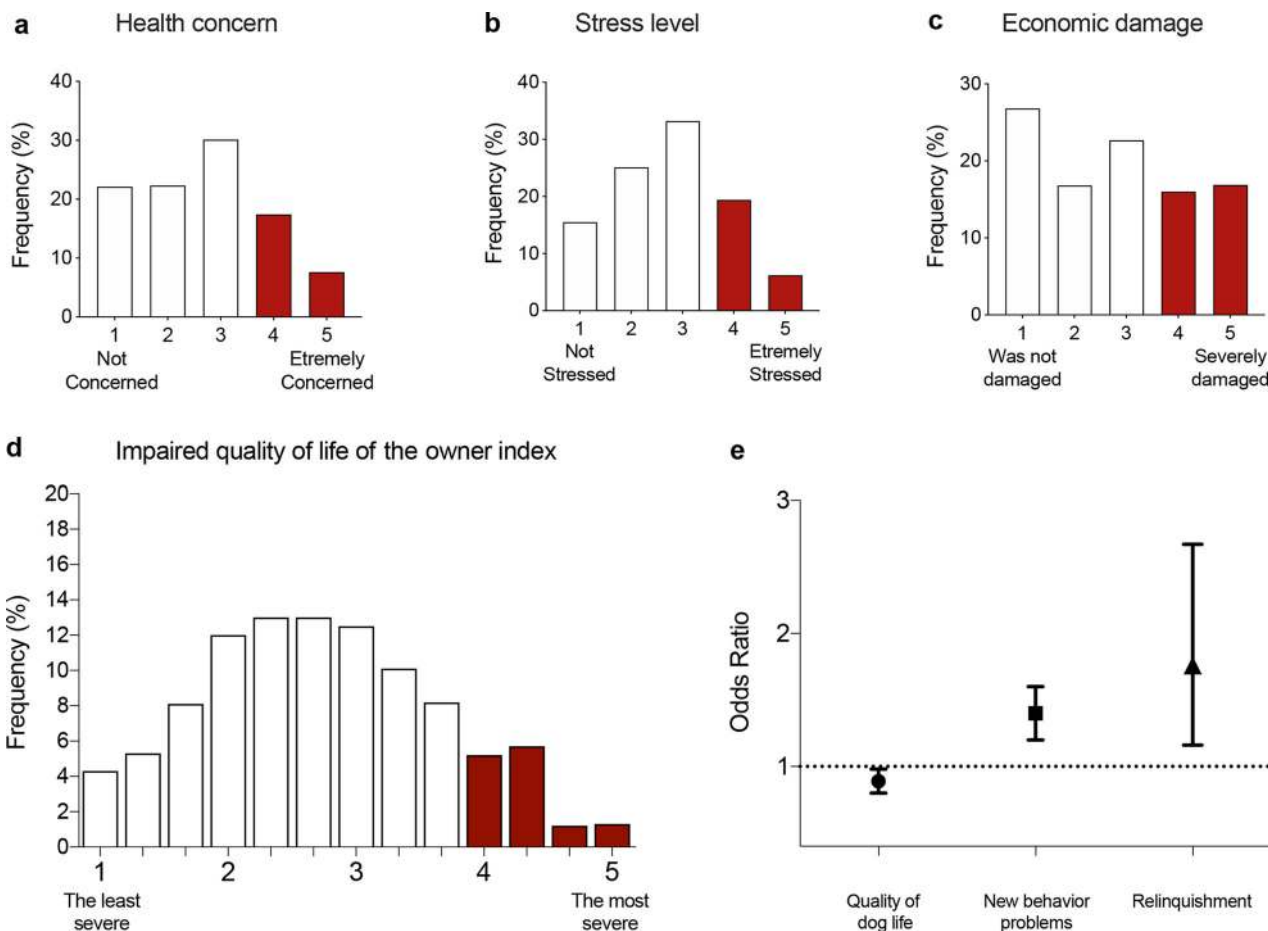 a Health concern
Frequency (%)
40
30
20
10
0
1 2 3 4 5
Not Etremely
Concerned Concerned
b Stress level
Frequency (%)
40
30
20
10
0
1 2 3 4 5
Not Etremely
Stressed Stressed
c Economic damage
Frequency (%)
30
20
10
0
1 2 3 4 5
Was not Severely
damaged damaged
d Impaired quality of life of the owner index
Frequency (%)
20
18
16
14
12
10
8
6
4
2
0
1 2 3 4 5
The least The most
severe severe
e
Odds Ratio
3
2
1
Quality of New behavior Relinquishment
dog life problems